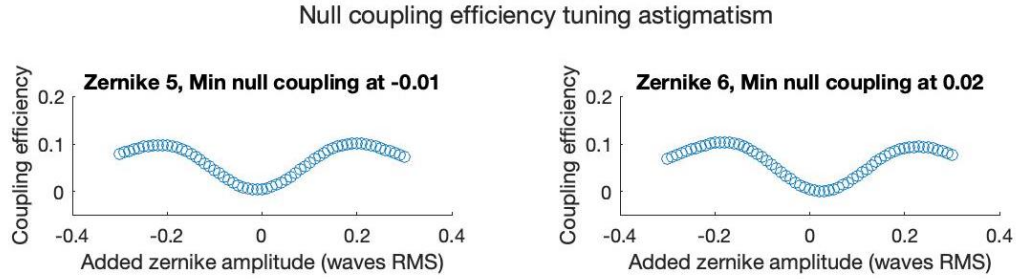 Null coupling efficiency tuning astigmatism
Zernike 5, Min null coupling at -0.01
Coupling efficiency
0.2
0.1
0
-0.4
-0.2
0
0.2
0.4
Added zernike amplitude (waves RMS)
Zernike 6, Min null coupling at 0.02
Coupling efficiency
0.2
0.1
0
-0.4
-0.2
0
0.2
0.4
Added zernike amplitude (waves RMS)